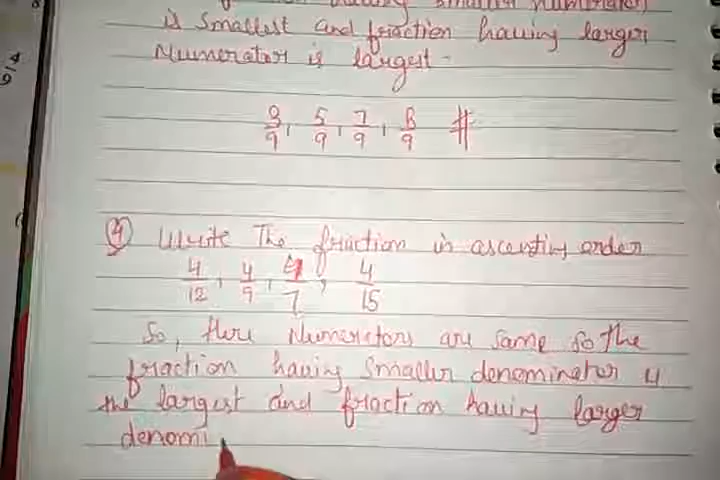 is Smallest and fraction having larger
Numerator is largest-
3/9, 5/9, 7/9, 8/9 #
4 Write The fraction in ascenting order
4/12, 4/9, 4/7, 4/15
So, Here Numerators are same so the
fraction having Smaller denominator is
the largest and fraction having larger
denomi